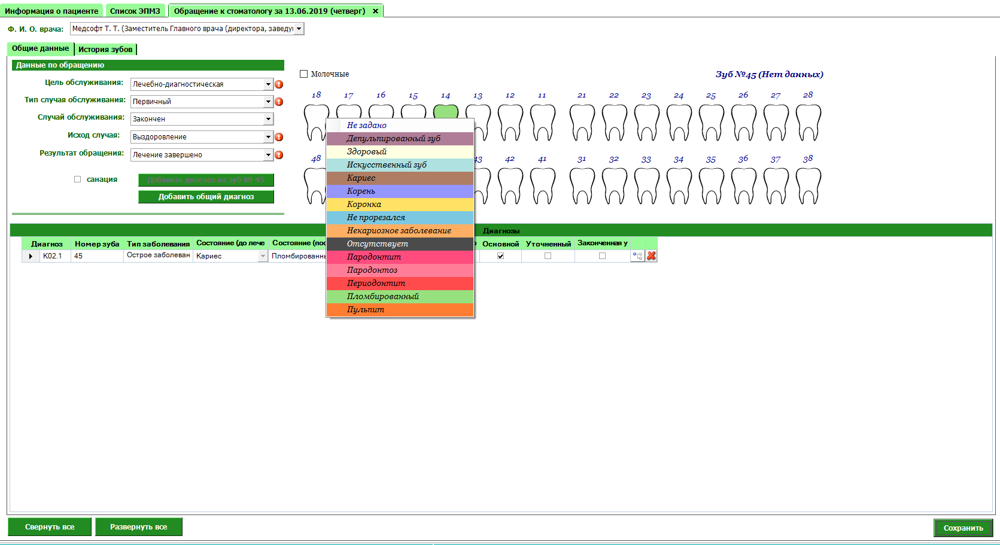 Информация о пациенте
Список ЭПМЗ
Обращение к стоматологу за 13.06.2019 (четверг)
Ф. И. О. врача: Медсофт Т. Т. (Заместитель Главного врача (директора, заведу
Общие данные
История зубов
Данные по обращению
Цель обслуживания: Лечебно-диагностическая
Тип случая обслуживания: Первичный
Случай обслуживания: Закончен
Исход случая: Выздоровление
Результат обращения: Лечение завершено
санация
Добавить диагноз на зуб № 45
Добавить общий диагноз
Молочные
Зуб №45 (Нет данных)
18 17 16 15 14 13 12 11 21 22 23 24 25 26 27 28
48 43 42 41 31 32 33 34 35 36 37 38
Не задано
Депульпированный зуб
Здоровый
Искусственный зуб
Кариес
Корень
Коронка
Не прорезался
Некариозное заболевание
Отсутствует
Пародонтит
Пародонтоз
Периодонтит
Пломбированный
Пульпит
Диагнозы
Диагноз Номер зуба Тип заболевания Состояние (до лече Состояние (пос Основной Уточненный Законченная у
K02.1 45 Острое заболеван Кариес Пломбированн
Свернуть все
Развернуть все
Сохранить